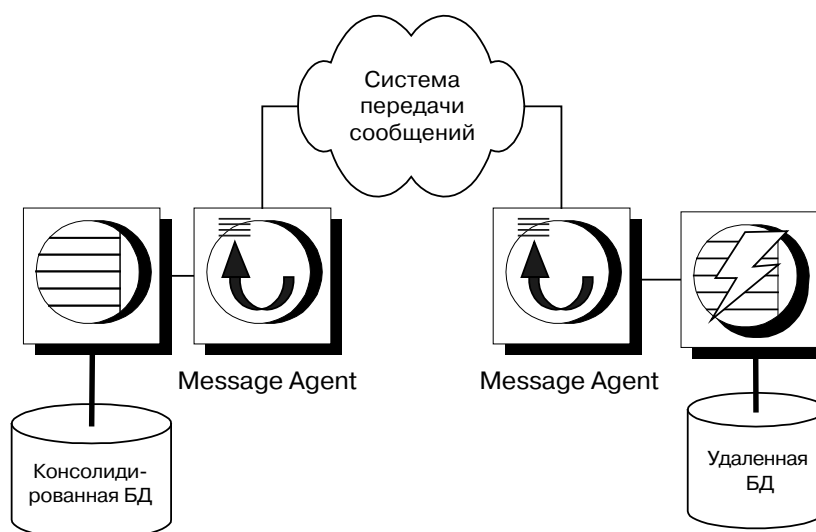 Система
передачи
сообщений
Message Agent
Message Agent
Консолиди-
рованная БД
Удаленная
БД